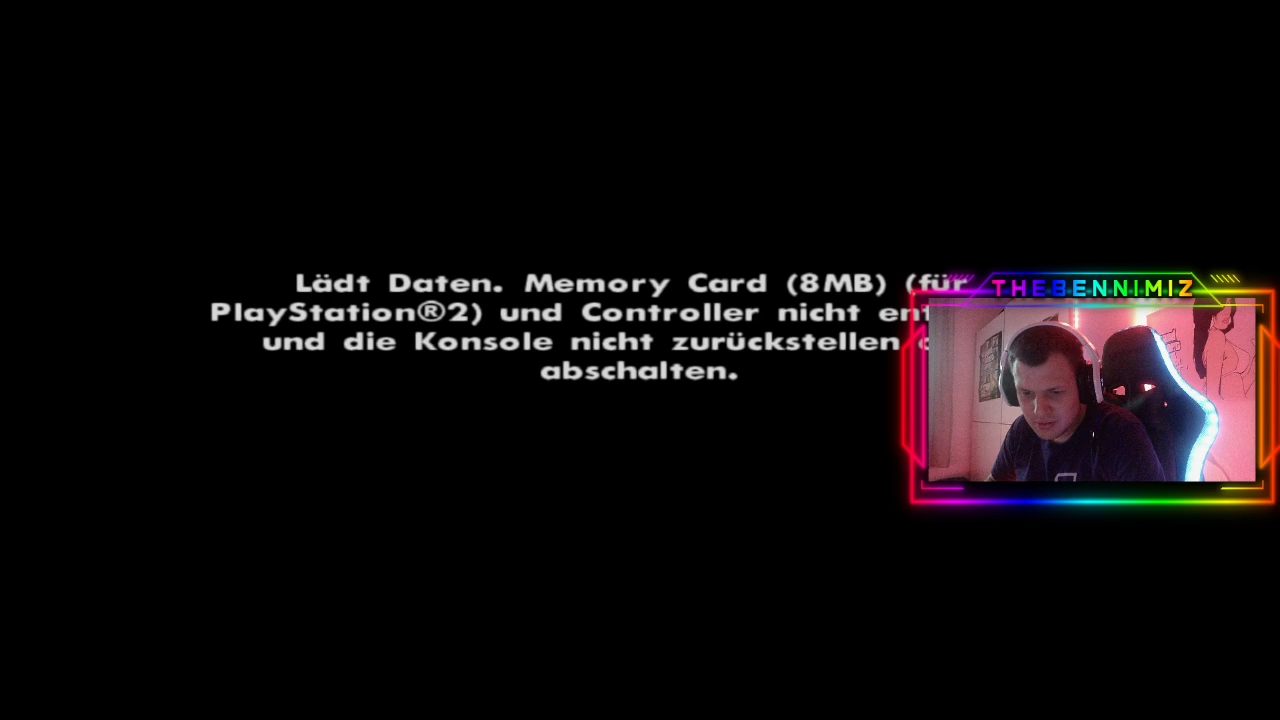 Lädt Daten. Memory Card (8MB) (für
PlayStation®2) und Controller nicht
und die Konsole nicht zurückstellen
abschalten.
THEBENNIMIZ